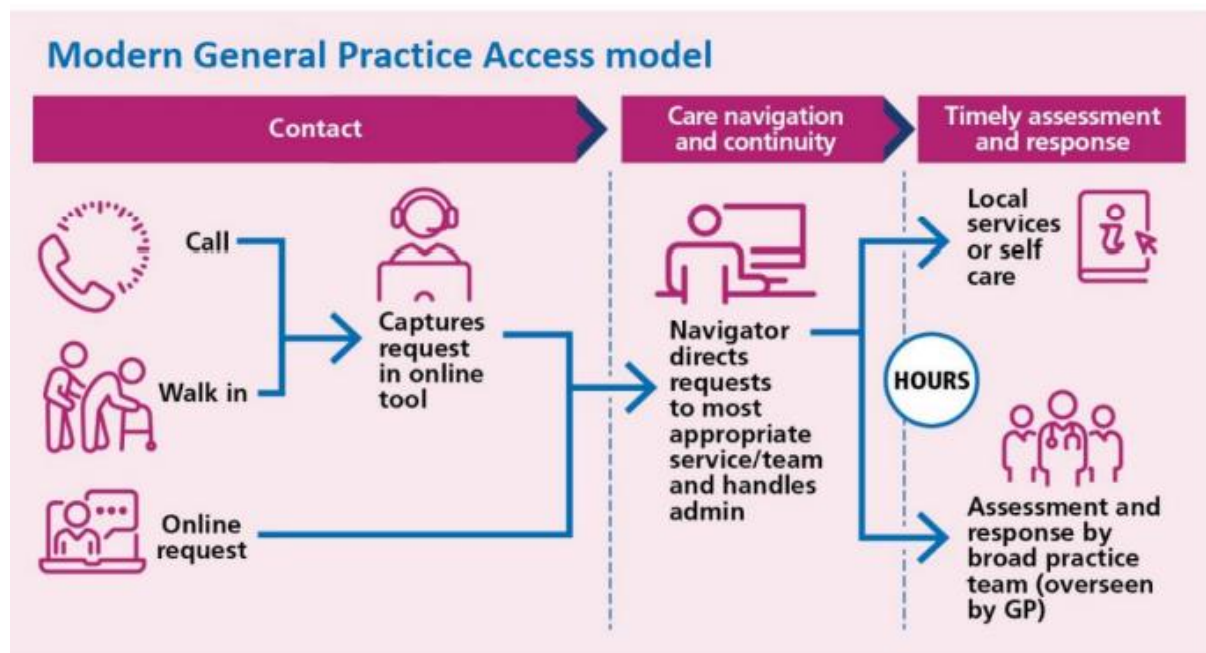 Modern General Practice Access model
Contact
Care navigation
and continuity
Timely assessment
and response
Call
Walk in
Online
request
Captures
request
in online
tool
Navigator
directs
requests
to most
appropriate
service/team
and handles
admin
Local
services
or self
care
i
HOURS
Assessment and
response by
broad practice
team (overseen
by GP)